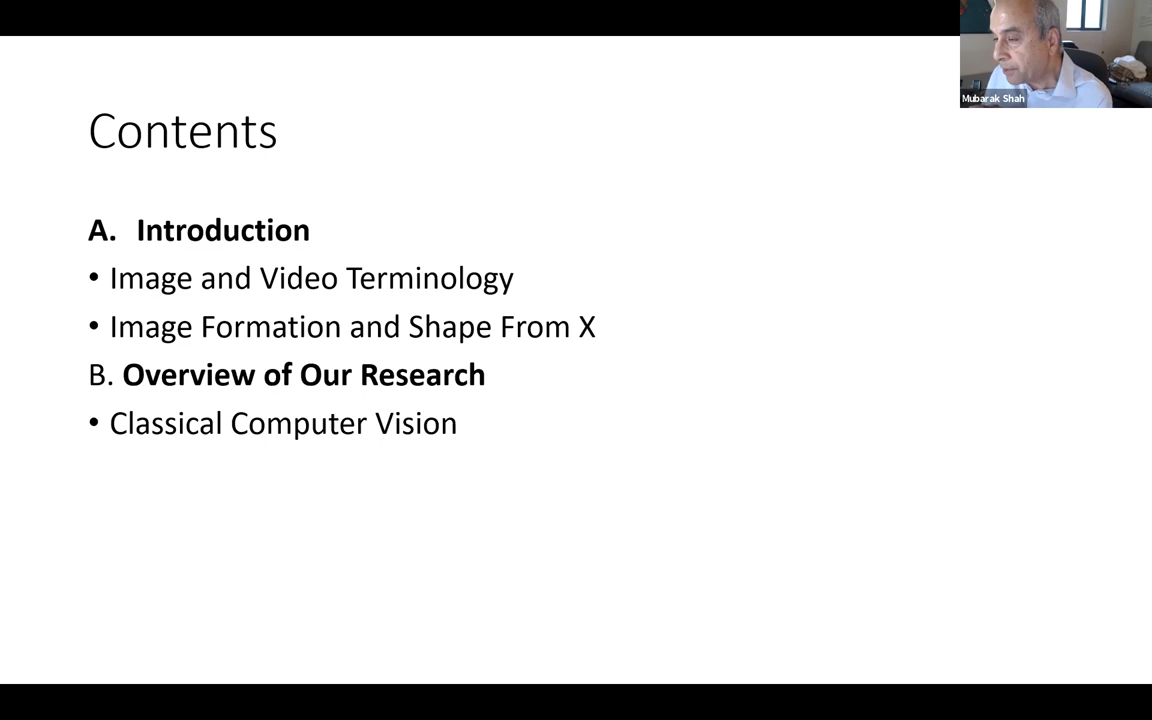 Mubarak Shah
Contents
A. Introduction
• Image and Video Terminology
• Image Formation and Shape From X
B. Overview of Our Research
• Classical Computer Vision